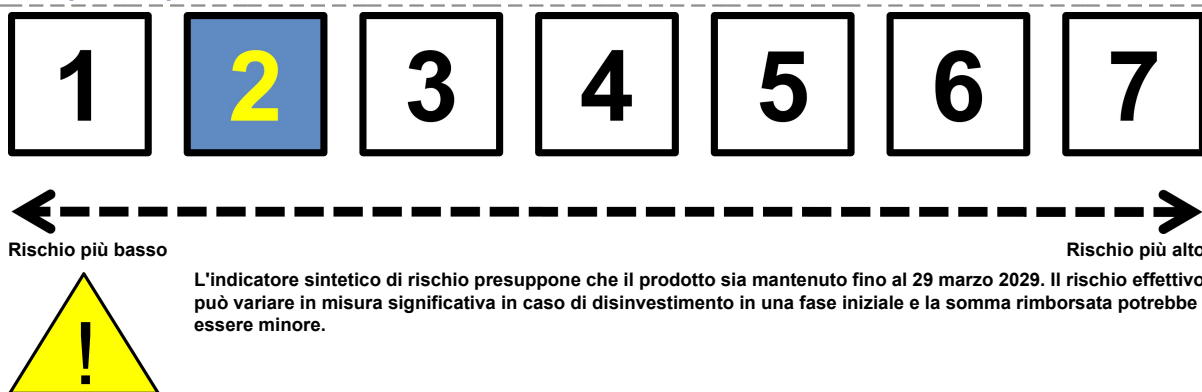 1 2 3 4 5 6 7
Rischio più basso Rischio più alto
L'indicatore sintetico di rischio presuppone che il prodotto sia mantenuto fino al 29 marzo 2029. Il rischio effettivo
può variare in misura significativa in caso di disinvestimento in una fase iniziale e la somma rimborsata potrebbe
essere minore.
!